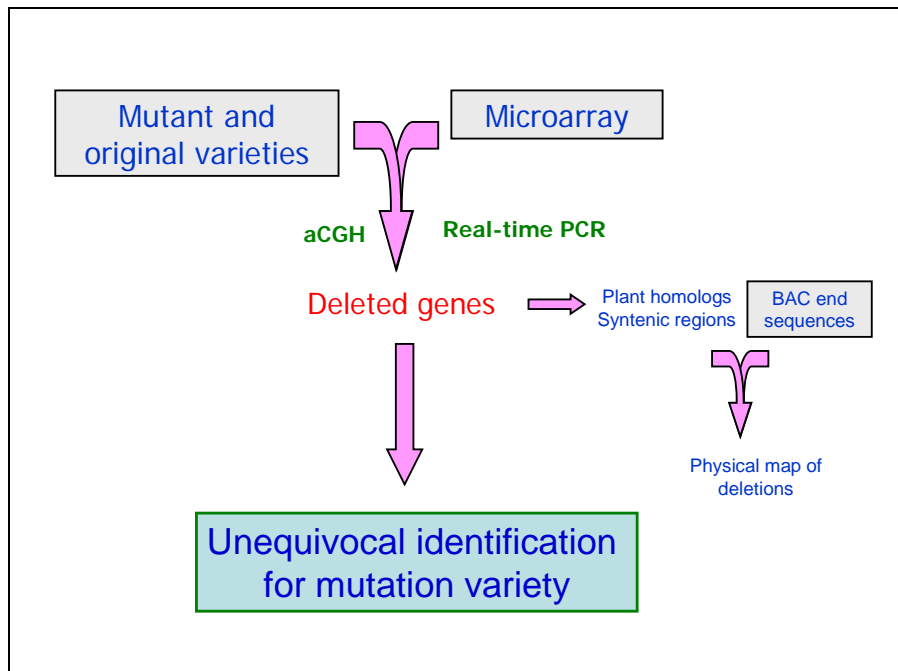 Mutant and
original varieties
Microarray
aCGH
Real-time PCR
Deleted genes
Plant homologs
Syntenic regions
BAC end
sequences
Physical map of
deletions
Unequivocal identification
for mutation variety